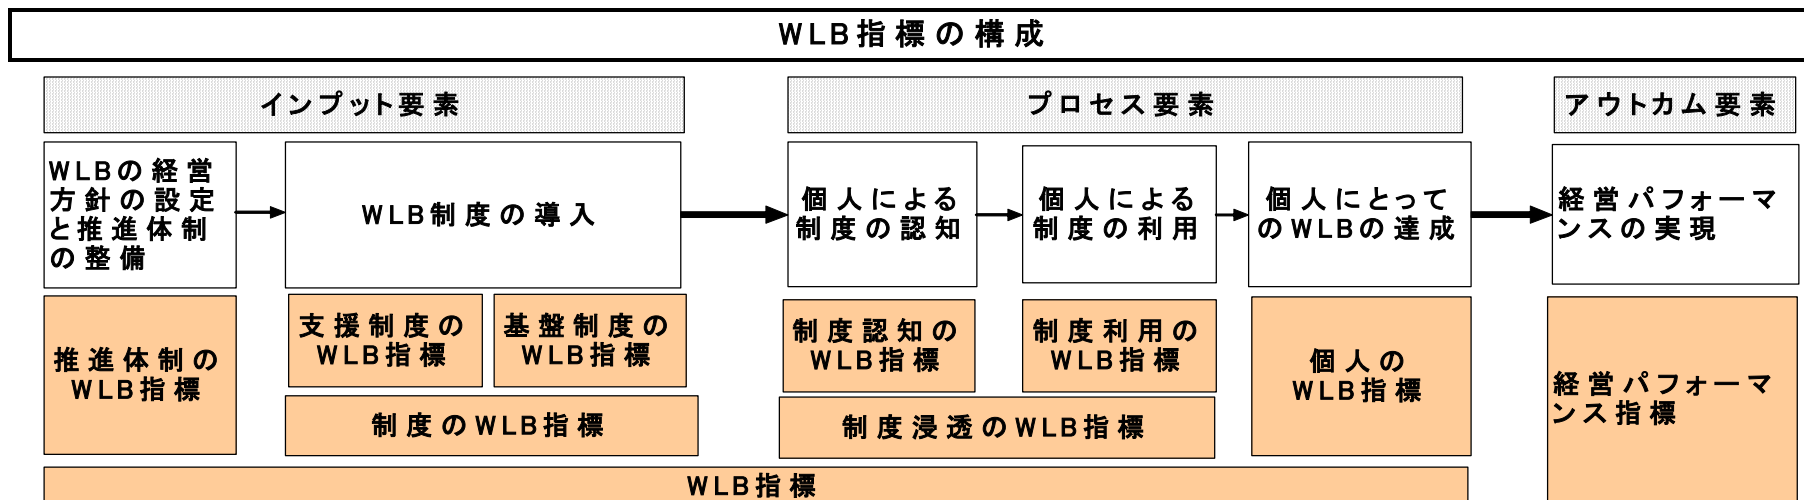 WLB指標の構成
インプット要素
プロセス要素
アウトカム要素
WLBの経営
方針の設定
と推進体制
の整備
WLB制度の導入
個人による
制度の認知
個人による
制度の利用
個人にとって
のWLBの達成
経営パフォーマ
ンスの実現
推進体制の
WLB指標
支援制度の
WLB指標
基盤制度の
WLB指標
制度のWLB指標
制度認知の
WLB指標
制度利用の
WLB指標
制度浸透のWLB指標
個人の
WLB指標
経営パフォーマ
ンス指標
WLB指標